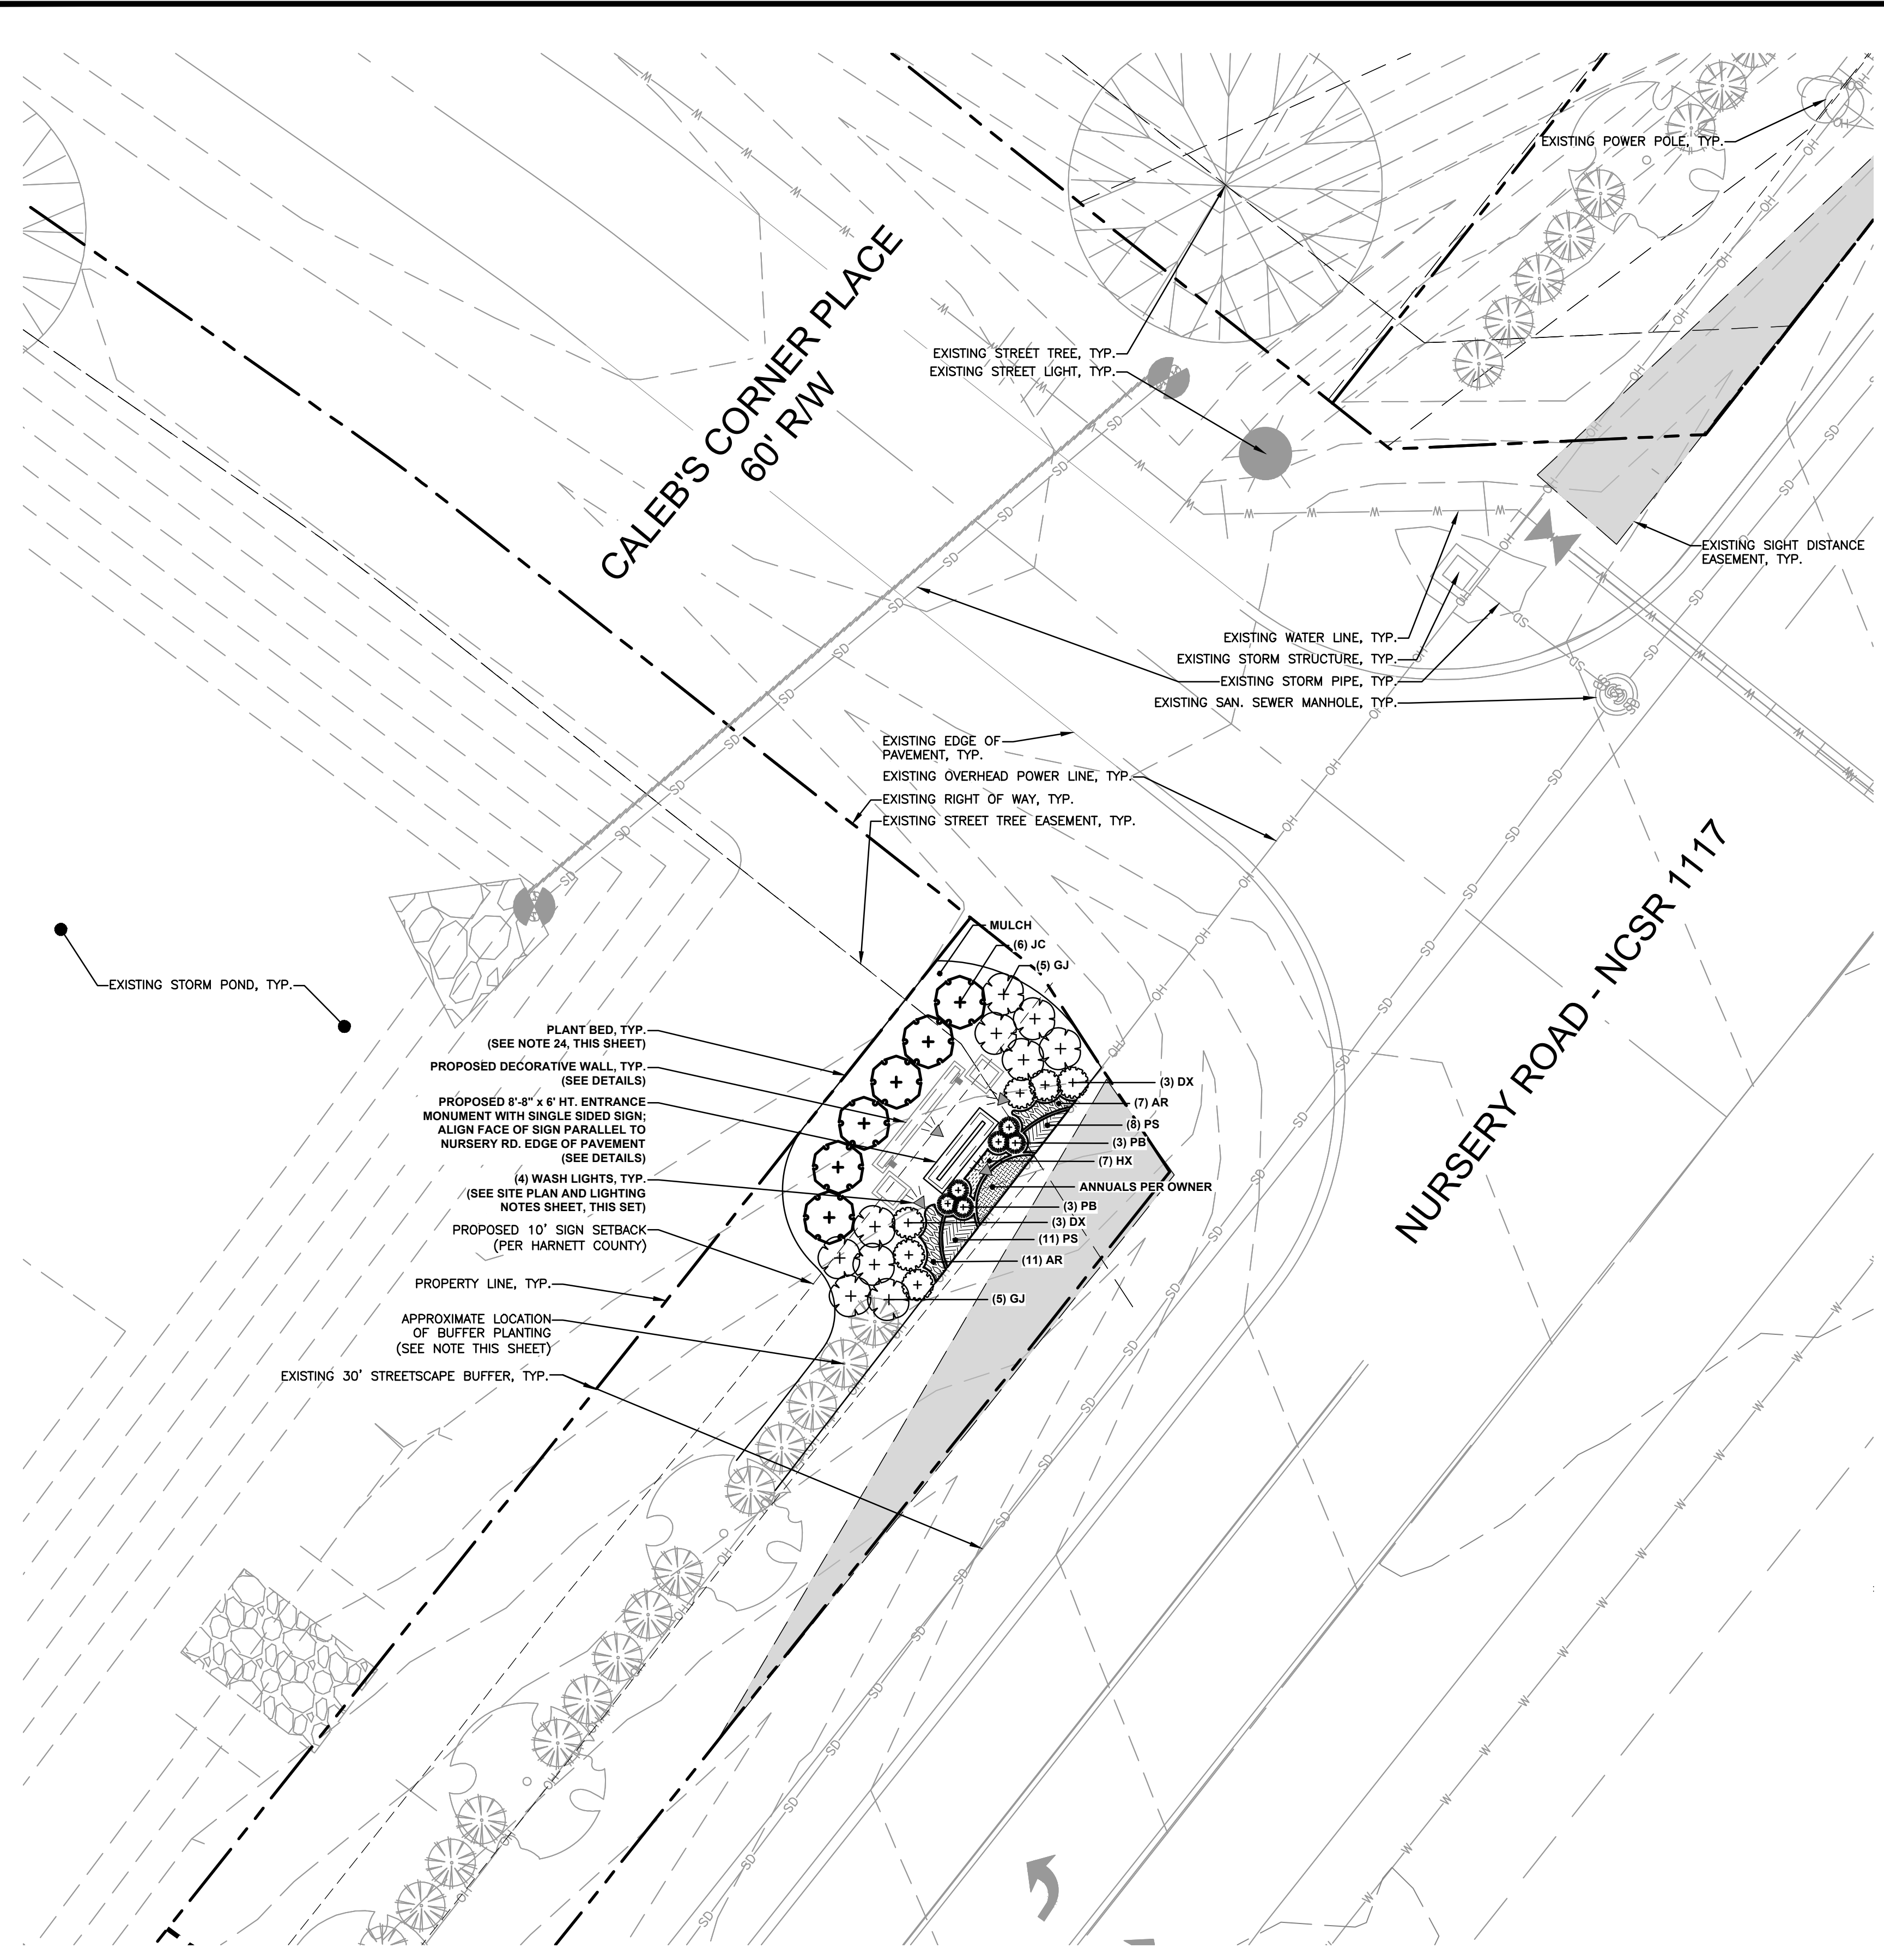 EXISTING POWER POLE, TYP.
CALEB'S CORNER PLACE
60' R/W
EXISTING STREET TREE, TYP.
EXISTING STREET LIGHT, TYP.
EXISTING SIGHT DISTANCE
EASEMENT, TYP.
EXISTING WATER LINE, TYP.
EXISTING STORM STRUCTURE, TYP.
EXISTING STORM PIPE, TYP.
EXISTING SAN. SEWER MANHOLE, TYP.
EXISTING EDGE OF
PAVEMENT, TYP.
EXISTING OVERHEAD POWER LINE, TYP.
EXISTING RIGHT OF WAY, TYP.
EXISTING STREET TREE EASEMENT, TYP.
NURSERY ROAD - NCSR 1117
EXISTING STORM POND, TYP.
MULCH
(6) JC
(5) GJ
PLANT BED, TYP.
(SEE NOTE 24, THIS SHEET)
PROPOSED DECORATIVE WALL, TYP.
(SEE DETAILS)
PROPOSED 8'-8" x 6' HT. ENTRANCE
MONUMENT WITH SINGLE SIDED SIGN;
ALIGN FACE OF SIGN PARALLEL TO
NURSERY RD. EDGE OF PAVEMENT
(SEE DETAILS)
(4) WASH LIGHTS, TYP.
(SEE SITE PLAN AND LIGHTING
NOTES SHEET, THIS SET)
PROPOSED 10' SIGN SETBACK
(PER HARNETT COUNTY)
PROPERTY LINE, TYP.
APPROXIMATE LOCATION
OF BUFFER PLANTING
(SEE NOTE THIS SHEET)
EXISTING 30' STREETSCAPE BUFFER, TYP.
(3) DX
(7) AR
(8) PS
(3) PB
(7) HX
ANNUALS PER OWNER
(3) PB
(3) DX
(11) PS
(11) AR
(5) GJ